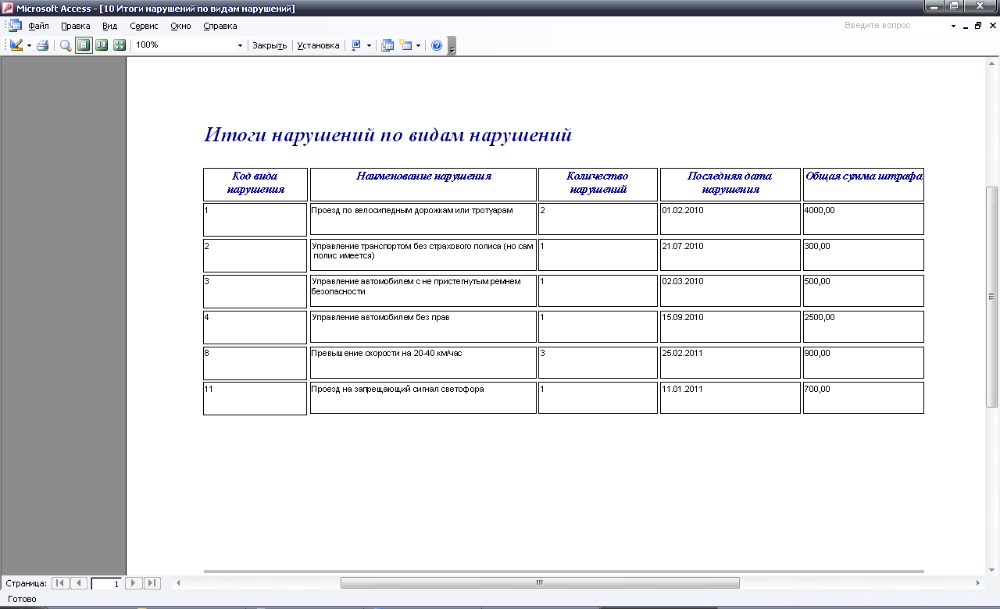 Microsoft Access - [10 Итоги нарушений по видам нарушений]
Файл Правка Вид Сервис Окно Справка Введите вопрос
100% Закрыть Установка
Итоги нарушений по видам нарушений
Код вида нарушения Наименование нарушения Количество нарушений Последняя дата нарушения Общая сумма штрафа
1 Проезд по велосипедным дорожкам или тротуарам 2 01.02.2010 4000,00
2 Управление транспортом без страхового полиса (но сам полис имеется) 1 21.07.2010 300,00
3 Управление автомобилем с не пристегнутым ремнем безопасности 1 02.03.2010 500,00
4 Управление автомобилем без прав 1 15.09.2010 2500,00
8 Превышение скорости на 20-40 км/час 3 25.02.2011 900,00
11 Проезд на запрещающий сигнал светофора 1 11.01.2011 700,00
Страница: 1
Готово